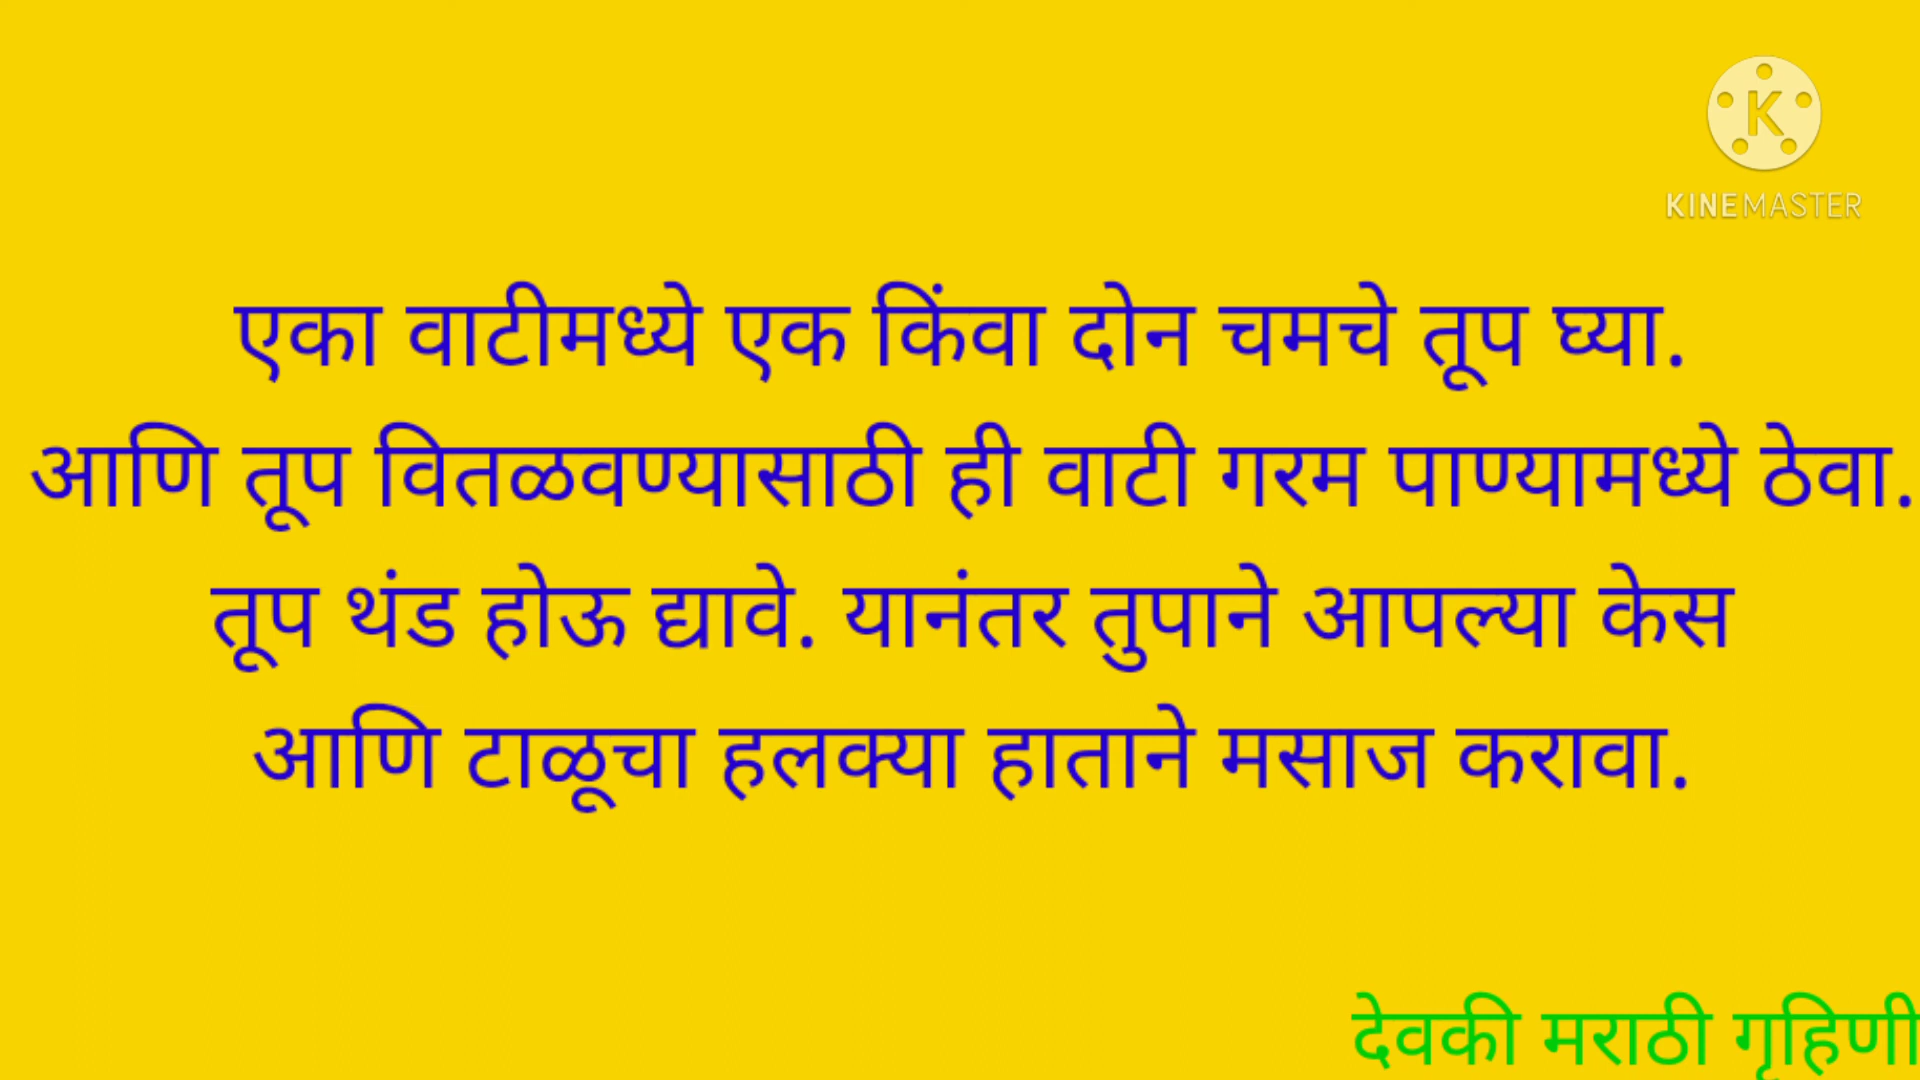 K
KINEMASTER
एका वाटीमध्ये एक किंवा दोन चमचे तूप घ्या.
आणि तूप वितळवण्यासाठी ही वाटी गरम पाण्यामध्ये ठेवा.
तूप थंड होऊ द्यावे. यानंतर तुपाने आपल्या केस
आणि टाळूचा हलक्या हाताने मसाज करावा.
देवकी मराठी गृहिणी